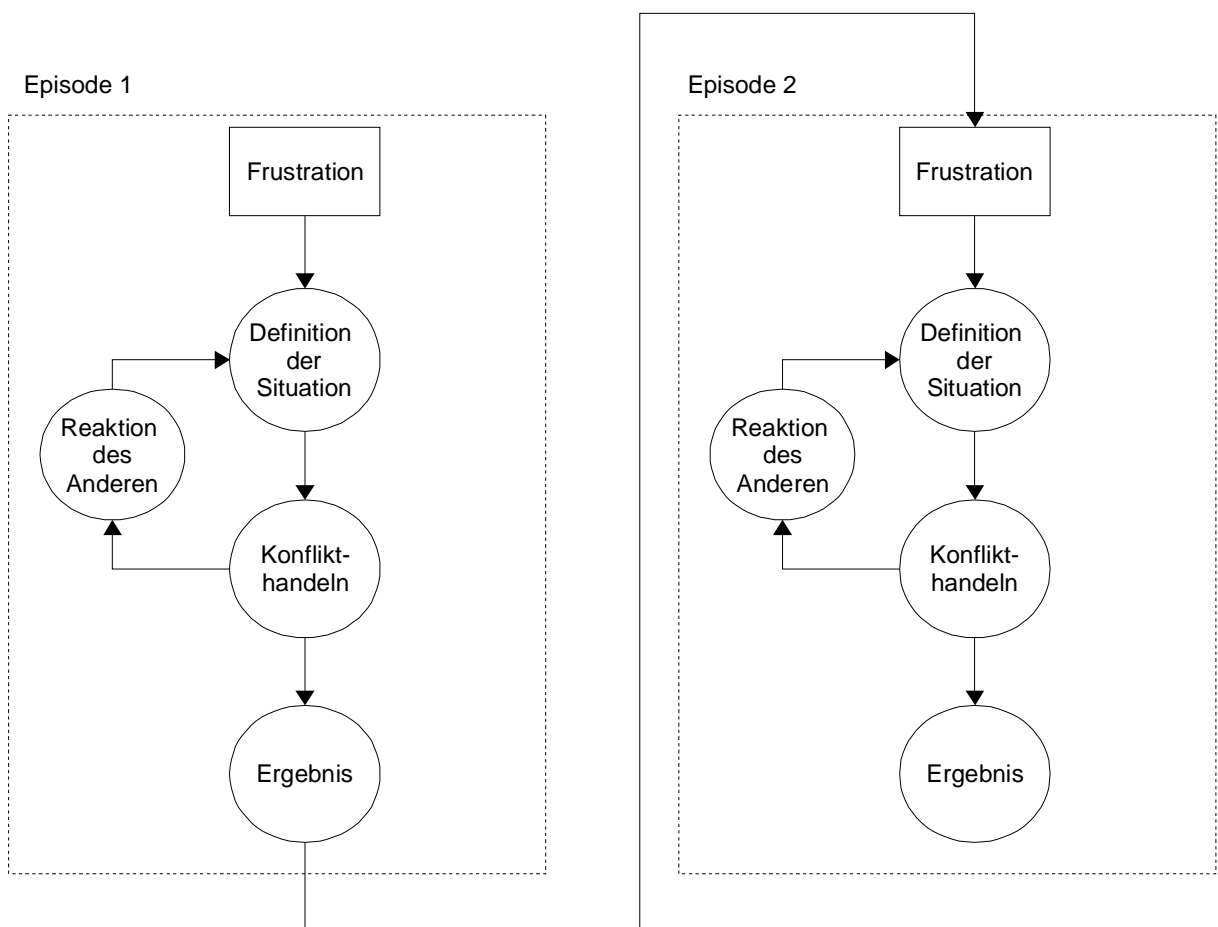 Episode 1
Frustration
Definition
der
Situation
Reaktion
des
Anderen
Konflikt-
handeln
Ergebnis
Episode 2
Frustration
Definition
der
Situation
Reaktion
des
Anderen
Konflikt-
handeln
Ergebnis